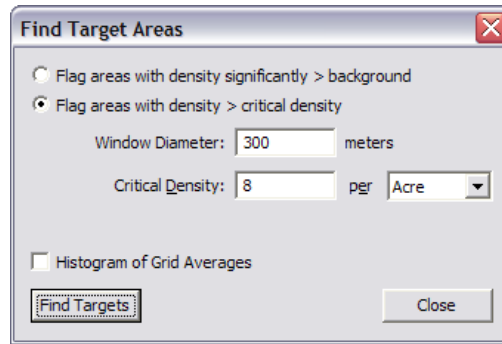 Find Target Areas
Flag areas with density significantly > background
Flag areas with density > critical density
Window Diameter: 300 meters
Critical Density: 8 per Acre
Histogram of Grid Averages
Find Targets Close